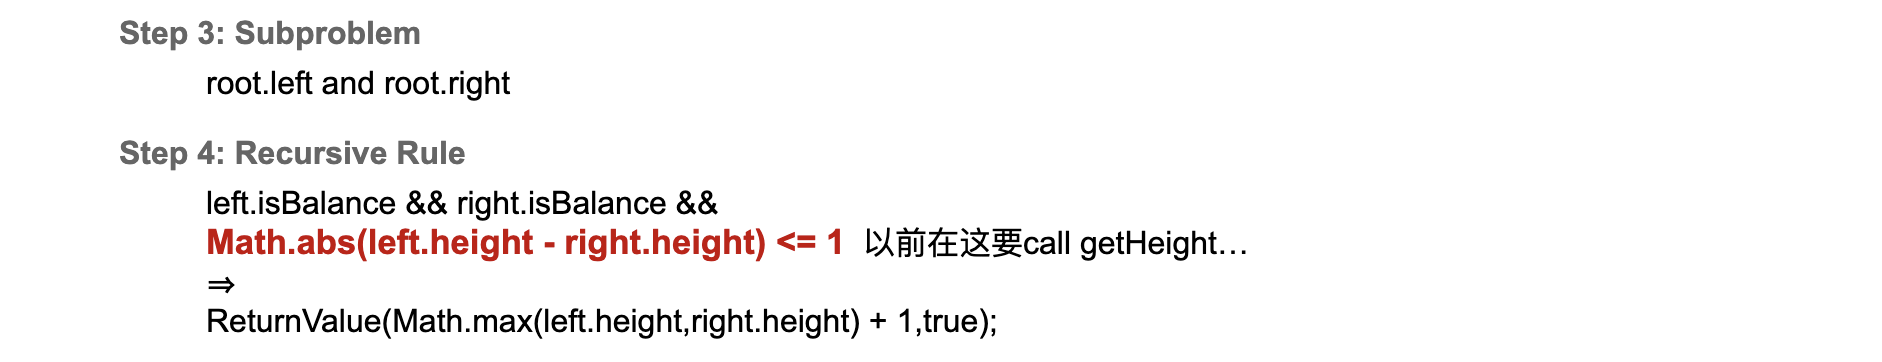 Step 3: Subproblem
root.left and root.right
Step 4: Recursive Rule
left.isBalance && right.isBalance &&
Math.abs(left.height - right.height) <= 1 以前在这要call getHeight…
⇒
ReturnValue(Math.max(left.height,right.height) + 1,true);